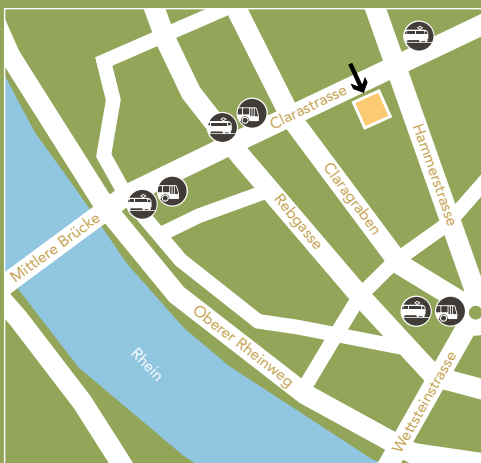 Clarastrasse
Hammerstrasse
Claragraben
Rebgasse
Mittlere Brücke
Oberer Rheinweg
Rhein
Wettsteinstrasse